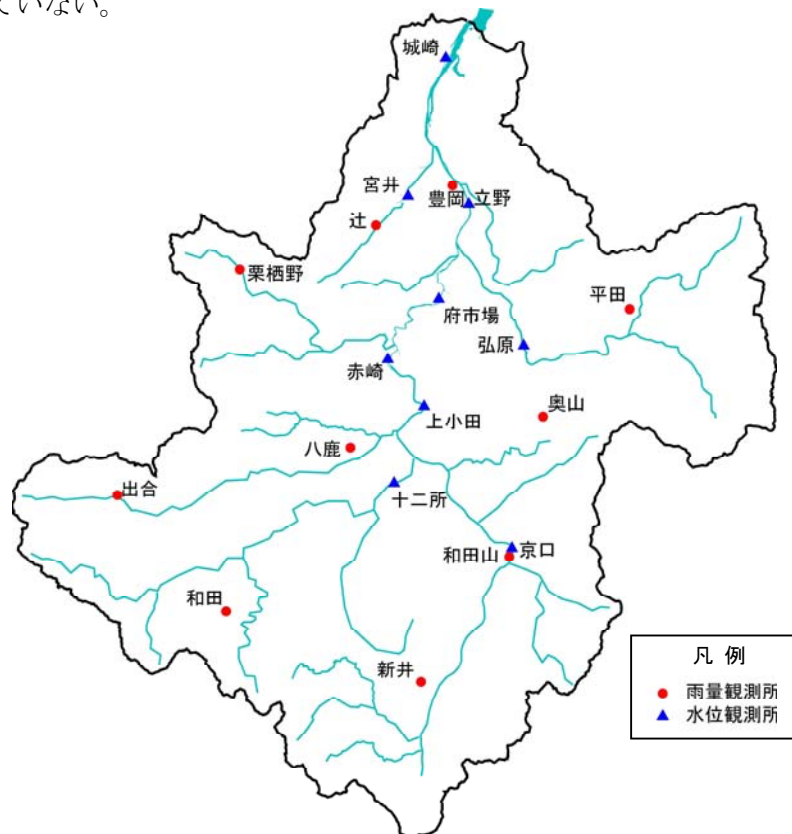 ていない。
城崎
宮井
豊岡
立野
辻
栗栖野
平田
府市場
弘原
赤崎
奥山
上小田
八鹿
出合
十二所
京口
和田山
和田
新井
凡 例
雨量観測所
水位観測所